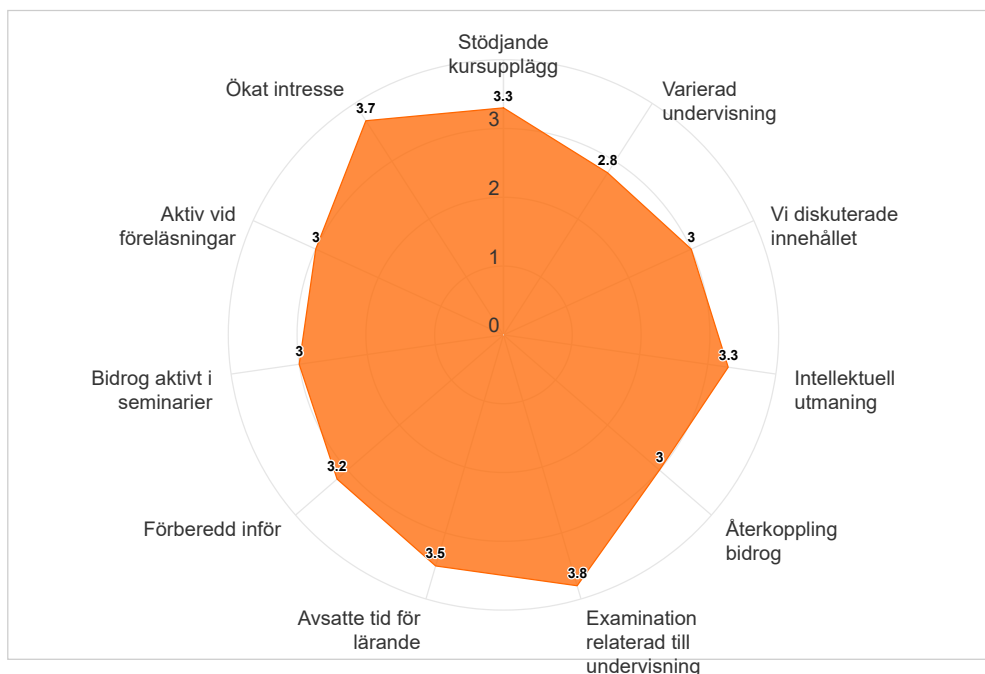 Stödjande
kursupplägg
3.3
Varierad
undervisning
2.8
Vi diskuterade
innehållet
3
Intellektuell
utmaning
3.3
Återkoppling
bidrog
3
Examination
relaterad till
undervisning
3.8
Avsatte tid för
lärande
3.5
Förberedd inför
3.2
Bidrog aktivt i
seminarier
3
Aktiv vid
föreläsningar
3
Ökat intresse
3.7
3
2
1
0